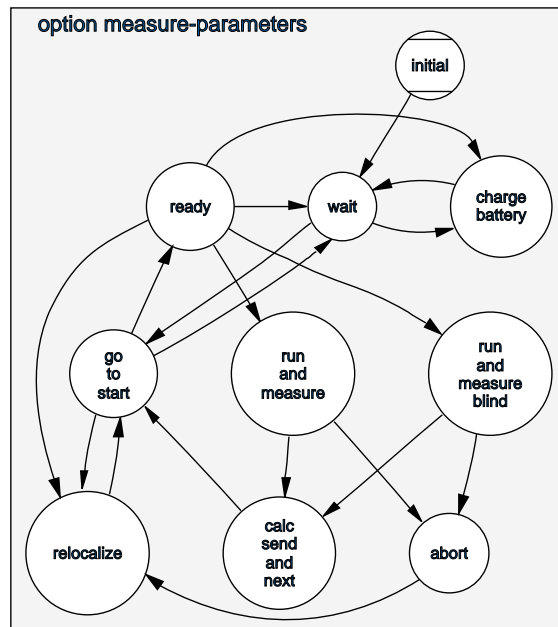 option measure-parameters
initial
ready
wait
charge
battery
go
to
start
run
and
measure
run
and
measure
blind
relocalize
calc
send
and
next
abort